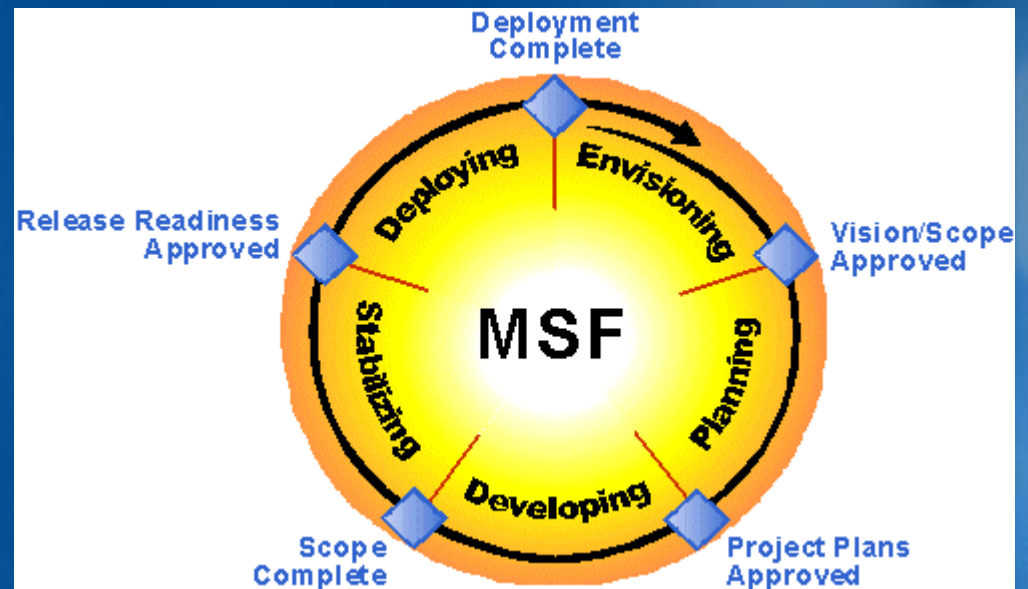 Deployment
Complete
Deploying
Envisioning
Release Readiness
Approved
Vision/Scope
Approved
MSF
Stabilizing
Planning
Developing
Scope
Complete
Project Plans
Approved